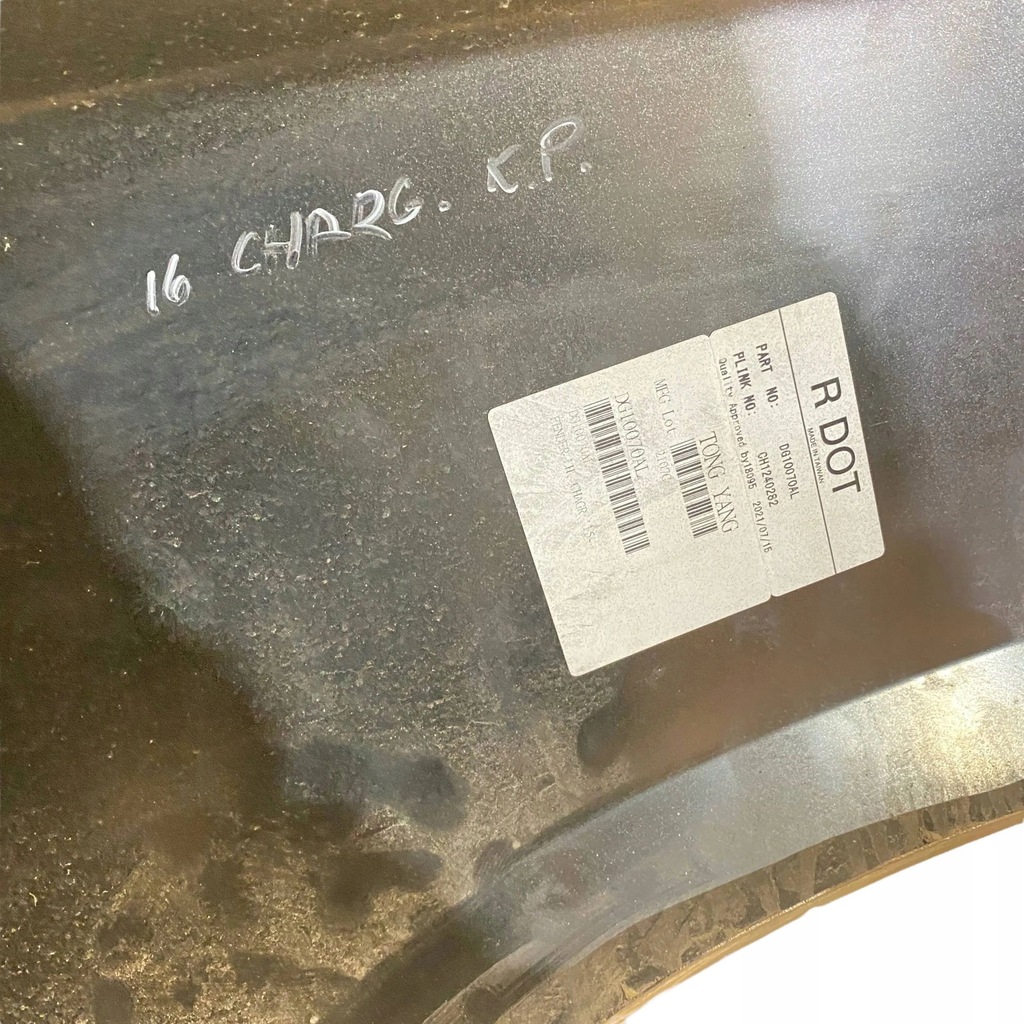 16 CHARG. K.P.
R DOT
MADE IN TAIWAN
PART NO: DG10070AL
PLINK NO: CH1240282
Quality Approved by18095 2021/07/15
TONG YANG
MFG Lot
DG10070AL